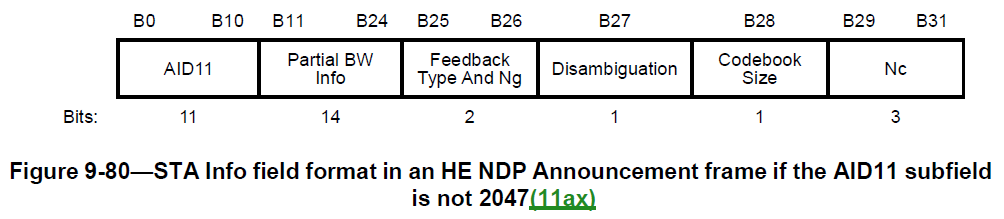 B0 B10 B11 B24 B25 B26 B27 B28 B29 B31
AID11
Partial BW
Info
Feedback
Type And Ng
Disambiguation
Codebook
Size
Nc
Bits: 11 14 2 1 1 3
Figure 9-80—STA Info field format in an HE NDP Announcement frame if the AID11 subfield
is not 2047(11ax)